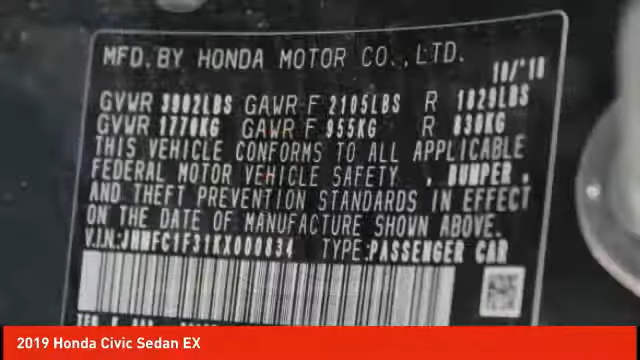 MFD. BY HONDA MOTOR CO., LTD.
10/'18
GVWR 3902LBS GAWR F 2105LBS R 1829LBS
GVWR 1770KG GAWR F 955KG R 830KG
THIS VEHICLE CONFORMS TO ALL APPLICABLE
FEDERAL MOTOR VEHICLE SAFETY , BUMPER ,
AND THEFT PREVENTION STANDARDS IN EFFECT
ON THE DATE OF MANUFACTURE SHOWN ABOVE.
V.I.N: JHMFC1F31KX000834 TYPE: PASSENGER CAR
2019 Honda Civic Sedan EX